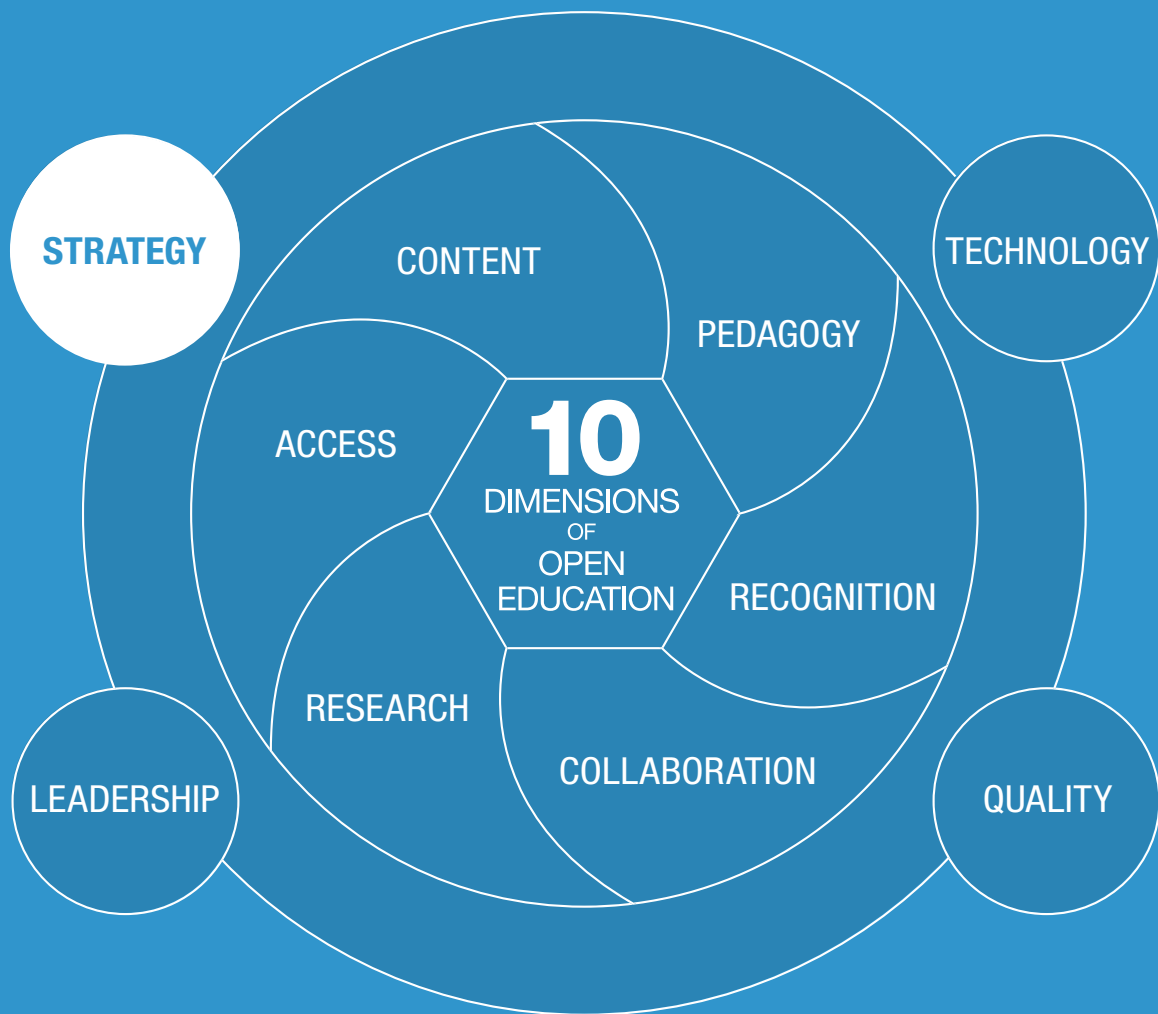 STRATEGY
TECHNOLOGY
CONTENT
PEDAGOGY
ACCESS
10
DIMENSIONS
OF
OPEN
EDUCATION
RECOGNITION
RESEARCH
COLLABORATION
LEADERSHIP
QUALITY